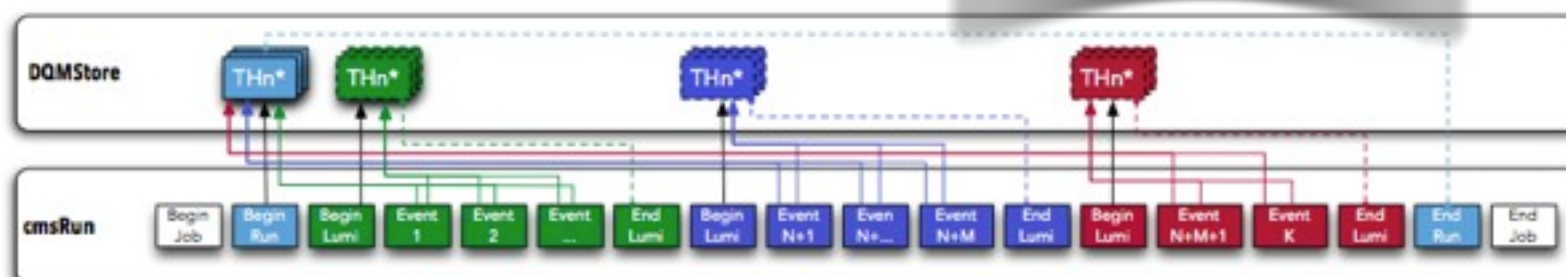 DQMStore
THn*
THn*
THn*
THn*
cmsRun
Begin
Job
Begin
Run
Begin
Lumi
Event
1
Event
2
Event
...
End
Lumi
Begin
Lumi
Event
N+1
Even
N+...
Event
N+M
End
Lumi
Begin
Lumi
Event
N+M+1
Event
K
End
Lumi
End
Run
End
Job